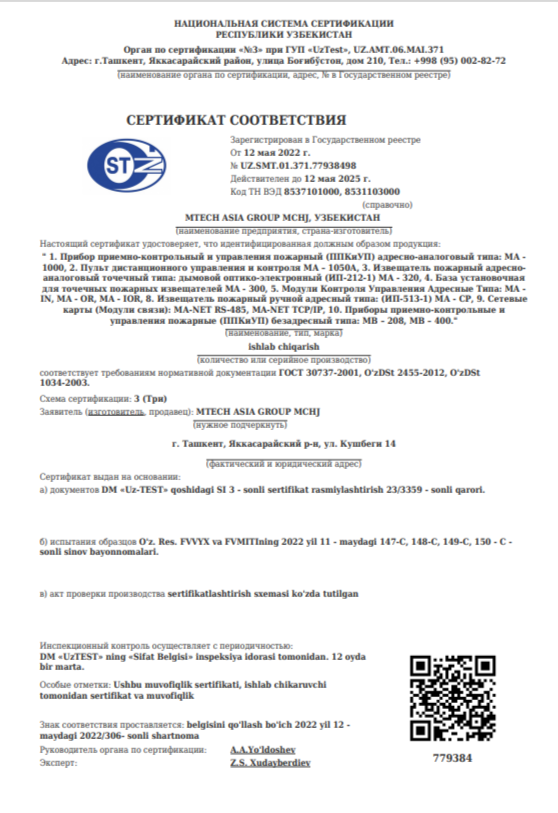 НАЦИОНАЛЬНАЯ СИСТЕМА СЕРТИФИКАЦИИ
РЕСПУБЛИКИ УЗБЕКИСТАН
Орган по сертификации «№3» при ГУП «UzTest», UZ.AMT.06.MAI.371
Адрес: г.Ташкент, Яккасарайский район, улица Боғибўстон, дом 210, Тел.: +998 (95) 002-82-72
(наименование органа по сертификации, адрес, № в Государственном реестре)
СЕРТИФИКАТ СООТВЕТСТВИЯ
ST
Зарегистрирован в Государственном реестре
От 12 мая 2022 г.
№ UZ.SMT.01.371.77938498
Действителен до 12 мая 2025 г.
Код ТН ВЭД 8537101000, 8531103000
(справочно)
MTECH ASIA GROUP MCHJ, УЗБЕКИСТАН
(наименование предприятия, страна-изготовитель)
Настоящий сертификат удостоверяет, что идентифицированная должным образом продукция:
" 1. Прибор приемно-контрольный и управления пожарный (ППКиУП) адресно-аналоговый типа: MA -
1000, 2. Пульт дистанционного управления и контроля MA - 1050A, 3. Извещатель пожарный адресно-
аналоговый точечный типа: дымовой оптико-электронный (ИП-212-1) MA - 320, 4. База установочная
для точечных пожарных извещателей MA - 300, 5. Модули Контроля Управления Адресные Типа: MA -
IN, MA - OR, MA - IOR, 8. Извещатель пожарный ручной адресный типа: (ИП-513-1) MA - CP, 9. Сетевые
карты (Модули связи): MA-NET RS-485, MA-NET TCP/IP, 10. Приборы приемно-контрольные и
управления пожарные (ППКиУП) безадресный типа: MB – 208, MB – 400."
(наименование, тип, марка)
ishlab chiqarish
(количество или серийное производство)
соответствует требованиям нормативной документации ГОСТ 30737-2001, O'zDSt 2455-2012, O'zDSt
1034-2003.
Схема сертификации: 3 (Три)
Заявитель (изготовитель, продавец): MTECH ASIA GROUP MCHJ
(нужное подчеркнуть)
г. Ташкент, Яккасарайский р-н, ул. Кушбеги 14
(фактический и юридический адрес)
Сертификат выдан на основании:
а) документов DM «Uz-TEST» qoshidagi SI 3 - sonli sertifikat rasmiylashtirish 23/3359 - sonli qarori.
б) испытания образцов O'z. Res. FVVYX va FVMITIning 2022 yil 11 - maydagi 147-C, 148-C, 149-C, 150 - C -
sonli sinov bayonnomalari.
в) акт проверки производства sertifikatlashtirish sxemasi ko'zda tutilgan
Инспекционный контроль осуществляет с периодичностью:
DM «UzTEST» ning «Sifat Belgisi» inspeksiya idorasi tomonidan. 12 oyda
bir marta.
Особые отметки: Ushbu muvofiqlik sertifikati, ishlab chikaruvchi
tomonidan sertifikat va muvofiqlik
Знак соответствия проставляется: belgisini qo'llash bo'ich 2022 yil 12 -
maydagi 2022/306- sonli shartnoma
Руководитель органа по сертификации: A.A.Yo'ldoshev
Эксперт: Z.S. Xudayberdiev
779384